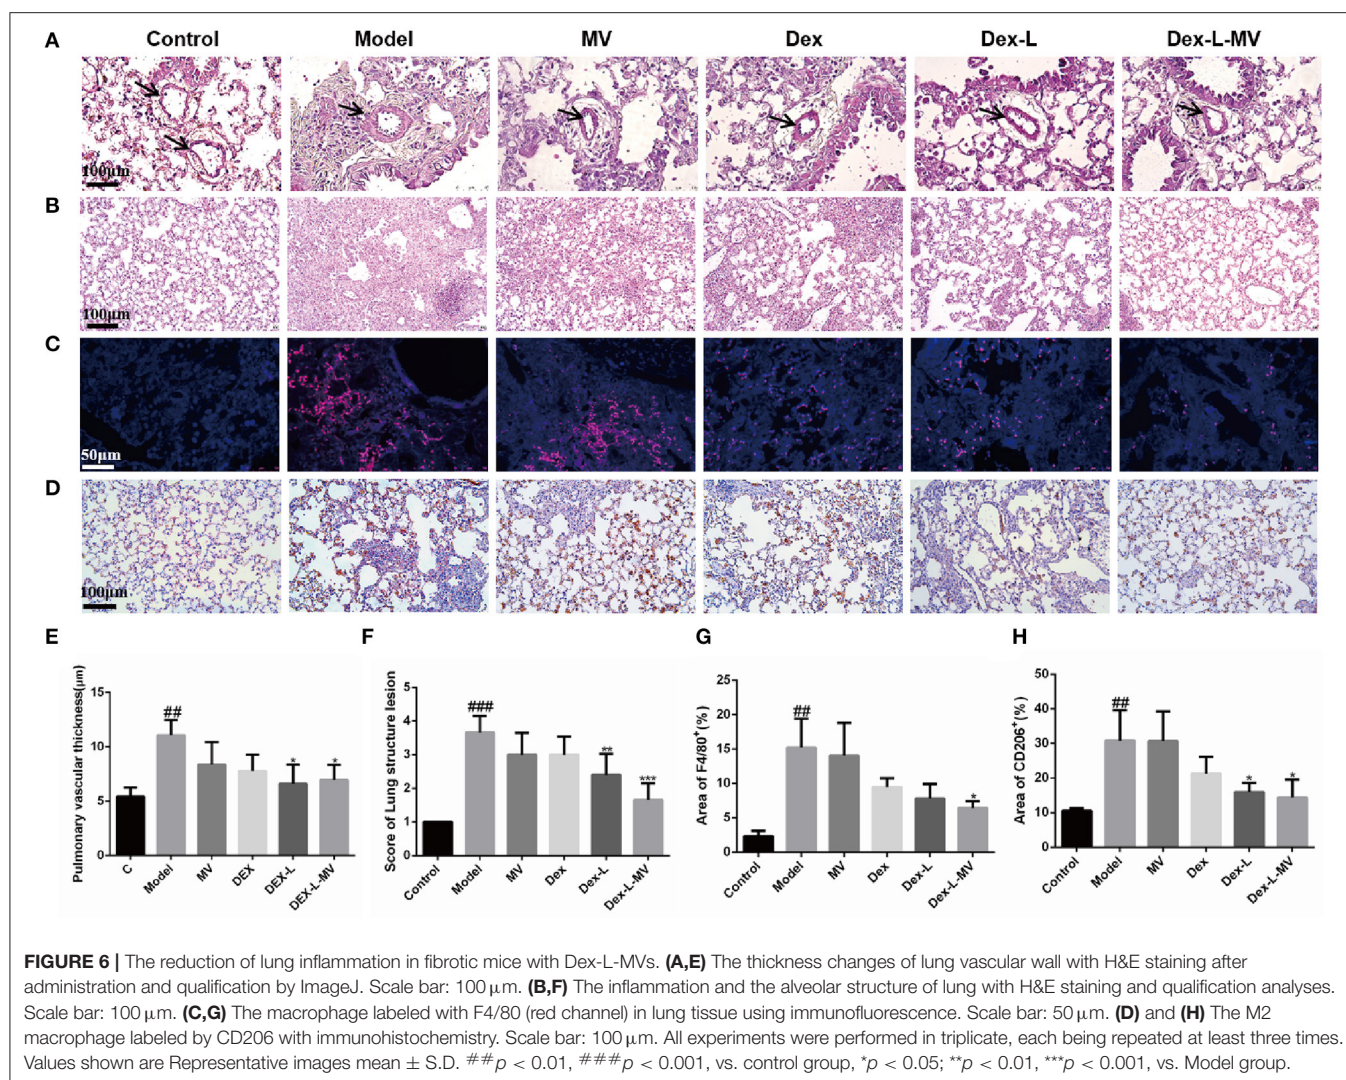 A Control Model MV Dex Dex-L Dex-L-MV
100µm
B
100µm
C
50µm
D
100µm
E F G H
Pulmonary vascular thickness(µm)
15
10
5
0
##
*
*
C Model MV DEX DEX-L DEX-L-MV
Score of Lung structure lesion
5
4
3
2
1
0
###
**
***
Control Model MV Dex Dex-L Dex-L-MV
Area of F4/80⁺(%)
25
20
15
10
5
0
##
*
Control Model MV Dex Dex-L Dex-L-MV
Area of CD206⁺(%)
50
40
30
20
10
0
##
*
*
Control Model MV Dex Dex-L Dex-L-MV
FIGURE 6 | The reduction of lung inflammation in fibrotic mice with Dex-L-MVs. (A,E) The thickness changes of lung vascular wall with H&E staining after
administration and qualification by ImageJ. Scale bar: 100 µm. (B,F) The inflammation and the alveolar structure of lung with H&E staining and qualification analyses.
Scale bar: 100 µm. (C,G) The macrophage labeled with F4/80 (red channel) in lung tissue using immunofluorescence. Scale bar: 50 µm. (D) and (H) The M2
macrophage labeled by CD206 with immunohistochemistry. Scale bar: 100 µm. All experiments were performed in triplicate, each being repeated at least three times.
Values shown are Representative images mean ± S.D. ##p < 0.01, ###p < 0.001, vs. control group, *p < 0.05; **p < 0.01, ***p < 0.001, vs. Model group.